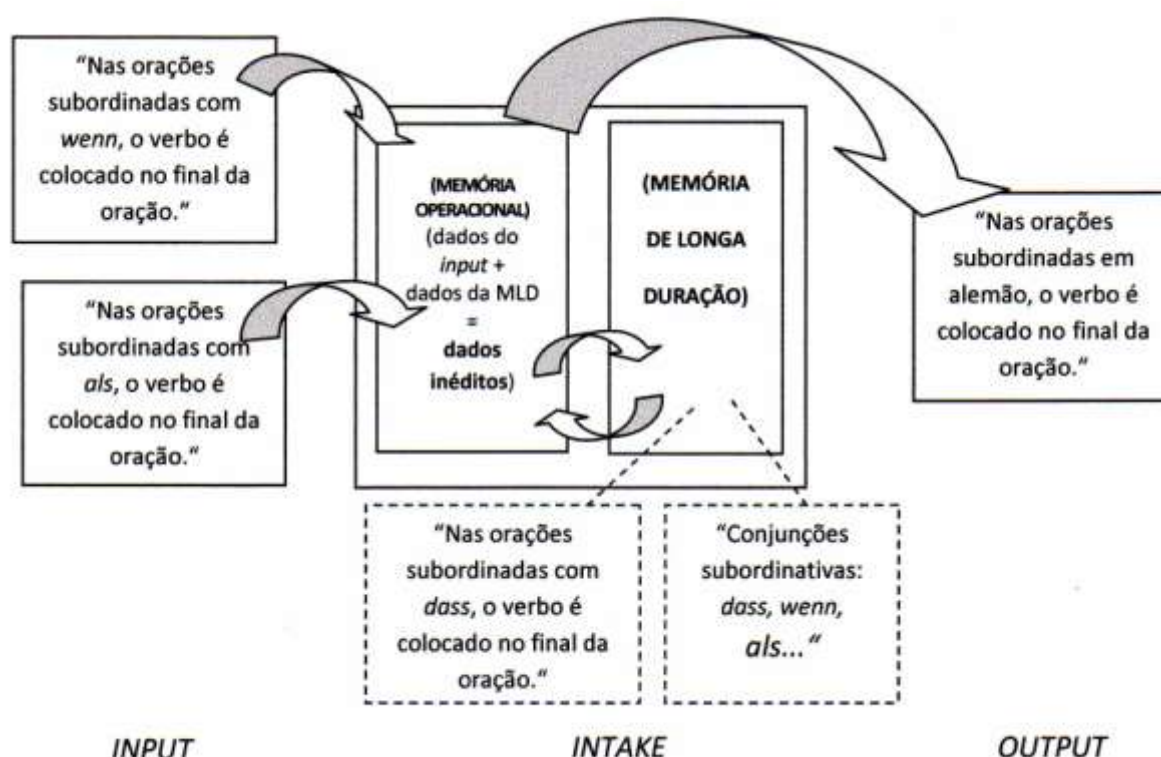 “Nas orações
subordinadas com
wenn, o verbo é
colocado no final da
oração.”
“Nas orações
subordinadas com
als, o verbo é
colocado no final da
oração.“
(MEMÓRIA
OPERACIONAL)
(dados do
input +
dados da MLD
=
dados
inéditos)
(MEMÓRIA
DE LONGA
DURAÇÃO)
“Nas orações
subordinadas em
alemão, o verbo é
colocado no final da
oração.”
“Nas orações
subordinadas com
dass, o verbo é
colocado no final da
oração.“
“Conjunções
subordinativas:
dass, wenn,
als...“
INPUT
INTAKE
OUTPUT